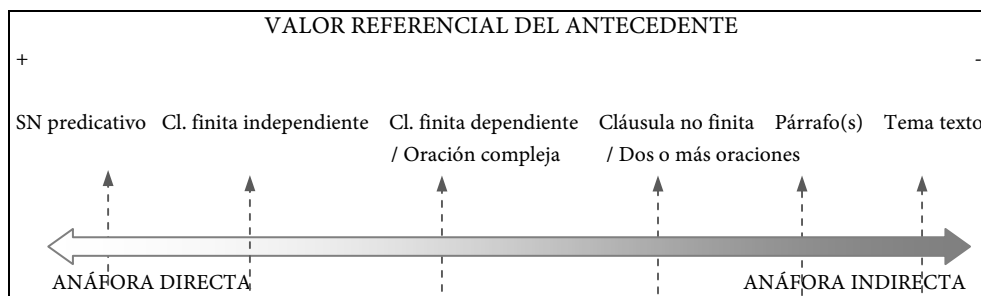 VALOR REFERENCIAL DEL ANTECEDENTE
+ -
SN predicativo Cl. finita independiente Cl. finita dependiente Cláusula no finita Párrafo(s) Tema texto
/ Oración compleja / Dos o más oraciones
ANÁFORA DIRECTA ANÁFORA INDIRECTA